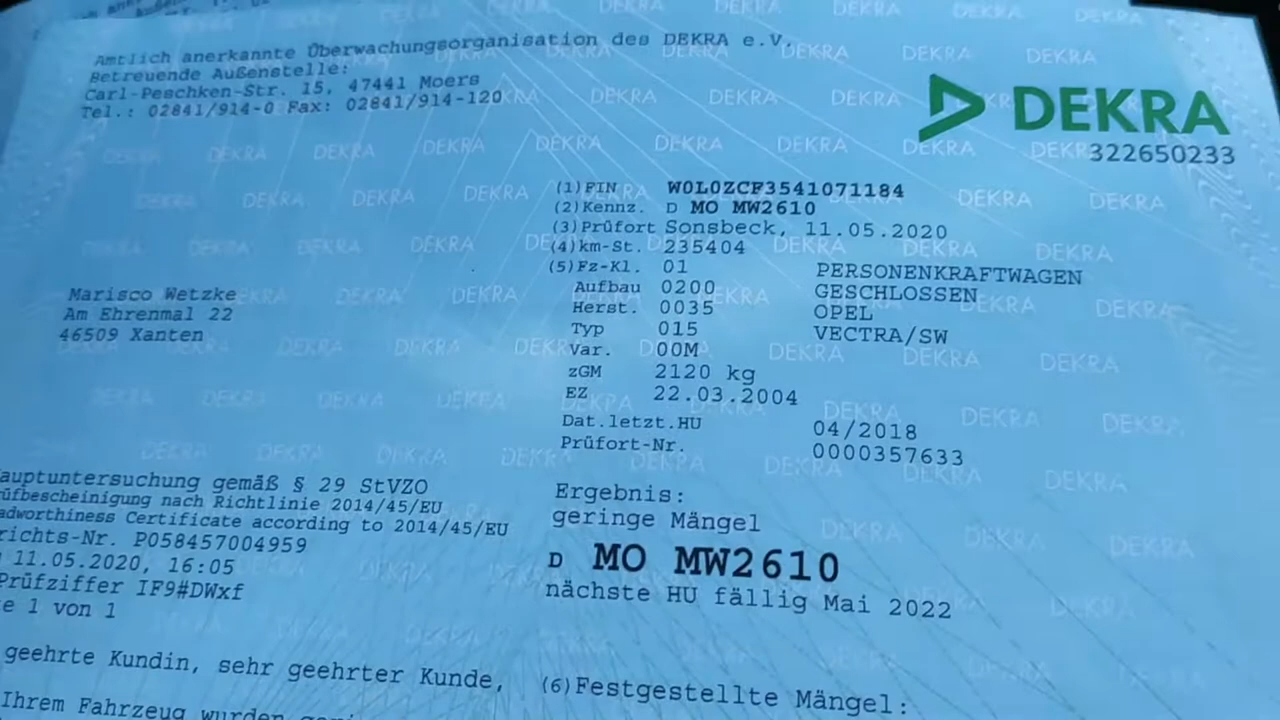 Amtlich anerkannte Überwachungsorganisation des DEKRA e.V.
Betreuende Außenstelle:
Carl-Peschken-Str. 15, 47441 Moers
Tel.: 02841/914-0 Fax: 02841/914-120
DEKRA
322650233
(1)FIN W0L0ZCF3541071184
(2)Kennz. D MO MW2610
(3)Prüfort Sonsbeck, 11.05.2020
(4)km-St. 235404
(5)Fz-Kl. 01 PERSONENKRAFTWAGEN
Aufbau 0200 GESCHLOSSEN
Herst. 0035 OPEL
Typ 015 VECTRA/SW
Var. 00M
zGM 2120 kg
EZ 22.03.2004
Dat.letzt.HU 04/2018
Prüfort-Nr. 0000357633
Marisco Wetzke
Am Ehrenmal 22
46509 Xanten
auptuntersuchung gemäß § 29 StVZO
üfbescheinigung nach Richtlinie 2014/45/EU
adworthiness Certificate according to 2014/45/EU
richts-Nr. P058457004959
11.05.2020, 16:05
Prüfziffer IF9#DWxf
e 1 von 1
Ergebnis:
geringe Mängel
D MO MW2610
nächste HU fällig Mai 2022
geehrte Kundin, sehr geehrter Kunde,
Ihrem Fahrzeug wurden
(6)Festgestellte Mängel: